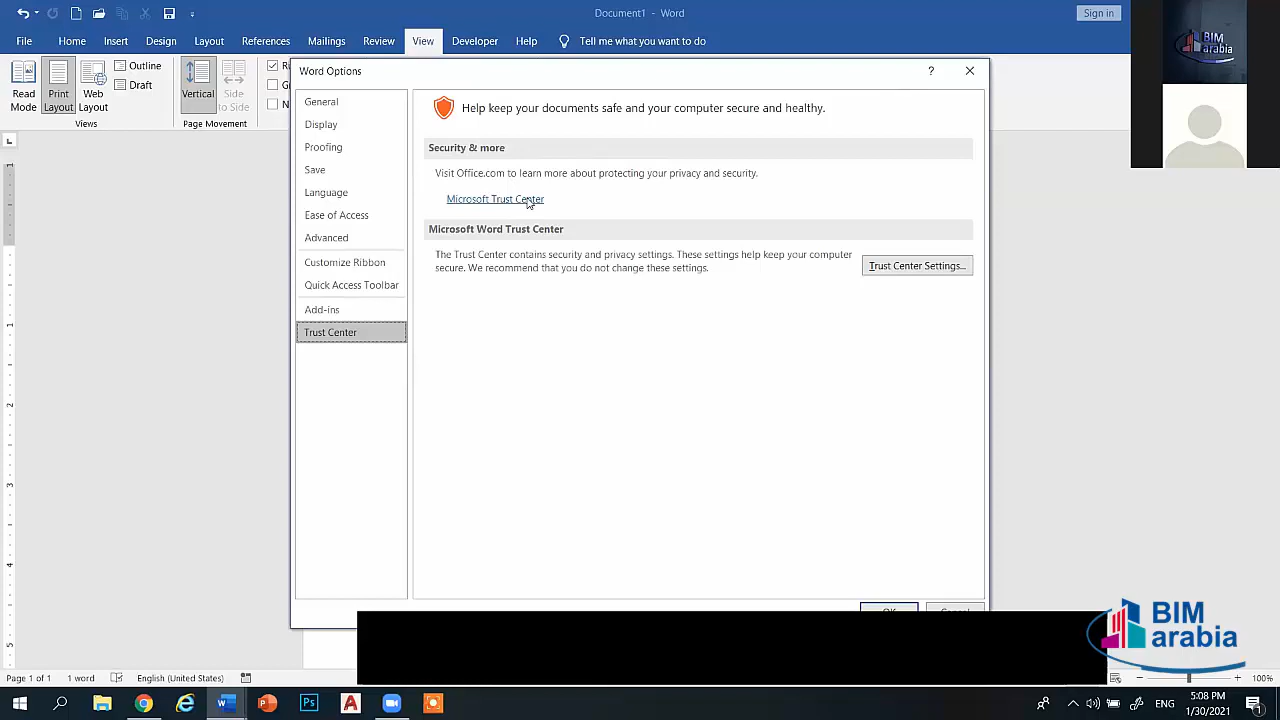 Document1 - Word
Sign in
File Home Insert Design Layout References Mailings Review View Developer Help Tell me what you want to do
Read Mode
Print Layout
Web Layout
Outline
Draft
Views
Vertical
Side to Side
Page Movement
Word Options
?
General
Display
Proofing
Save
Language
Ease of Access
Advanced
Customize Ribbon
Quick Access Toolbar
Add-ins
Trust Center
Help keep your documents safe and your computer secure and healthy.
Security & more
Visit Office.com to learn more about protecting your privacy and security.
Microsoft Trust Center
Microsoft Word Trust Center
The Trust Center contains security and privacy settings. These settings help keep your computer
secure. We recommend that you do not change these settings.
Trust Center Settings...
BIM
arabia
BIM
arabia
1
2
3
4
5
Page 1 of 1 1 word English (United States)
100%
Ps
ENG
5:08 PM
1/30/2021